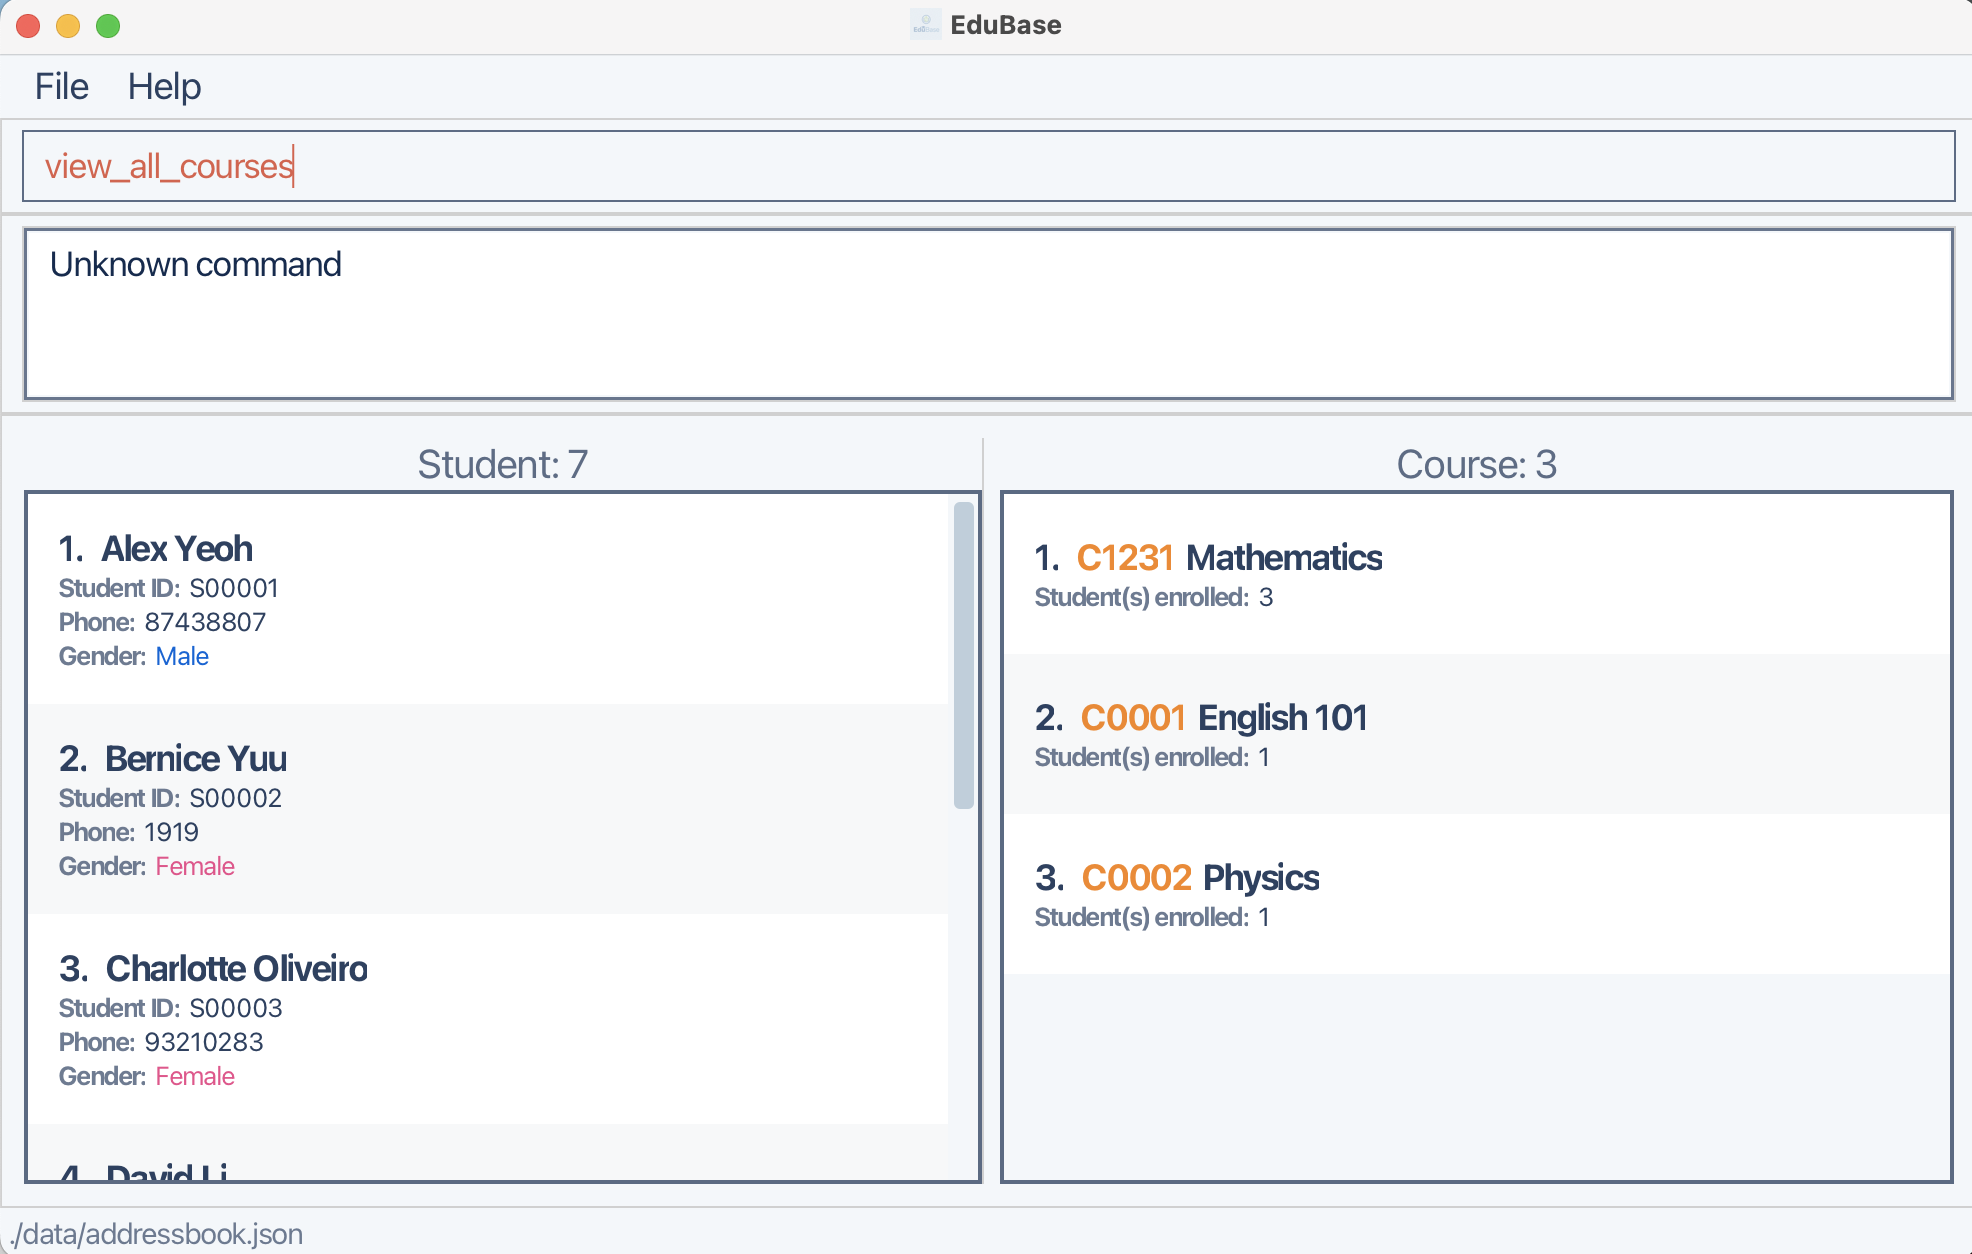 EduBase
File Help
view_all_courses
Unknown command
Student: 7
1. Alex Yeoh
Student ID: S00001
Phone: 87438807
Gender: Male
2. Bernice Yuu
Student ID: S00002
Phone: 1919
Gender: Female
3. Charlotte Oliveiro
Student ID: S00003
Phone: 93210283
Gender: Female
4. David Li
Course: 3
1. C1231 Mathematics
Student(s) enrolled: 3
2. C0001 English 101
Student(s) enrolled: 1
3. C0002 Physics
Student(s) enrolled: 1
./data/addressbook.json